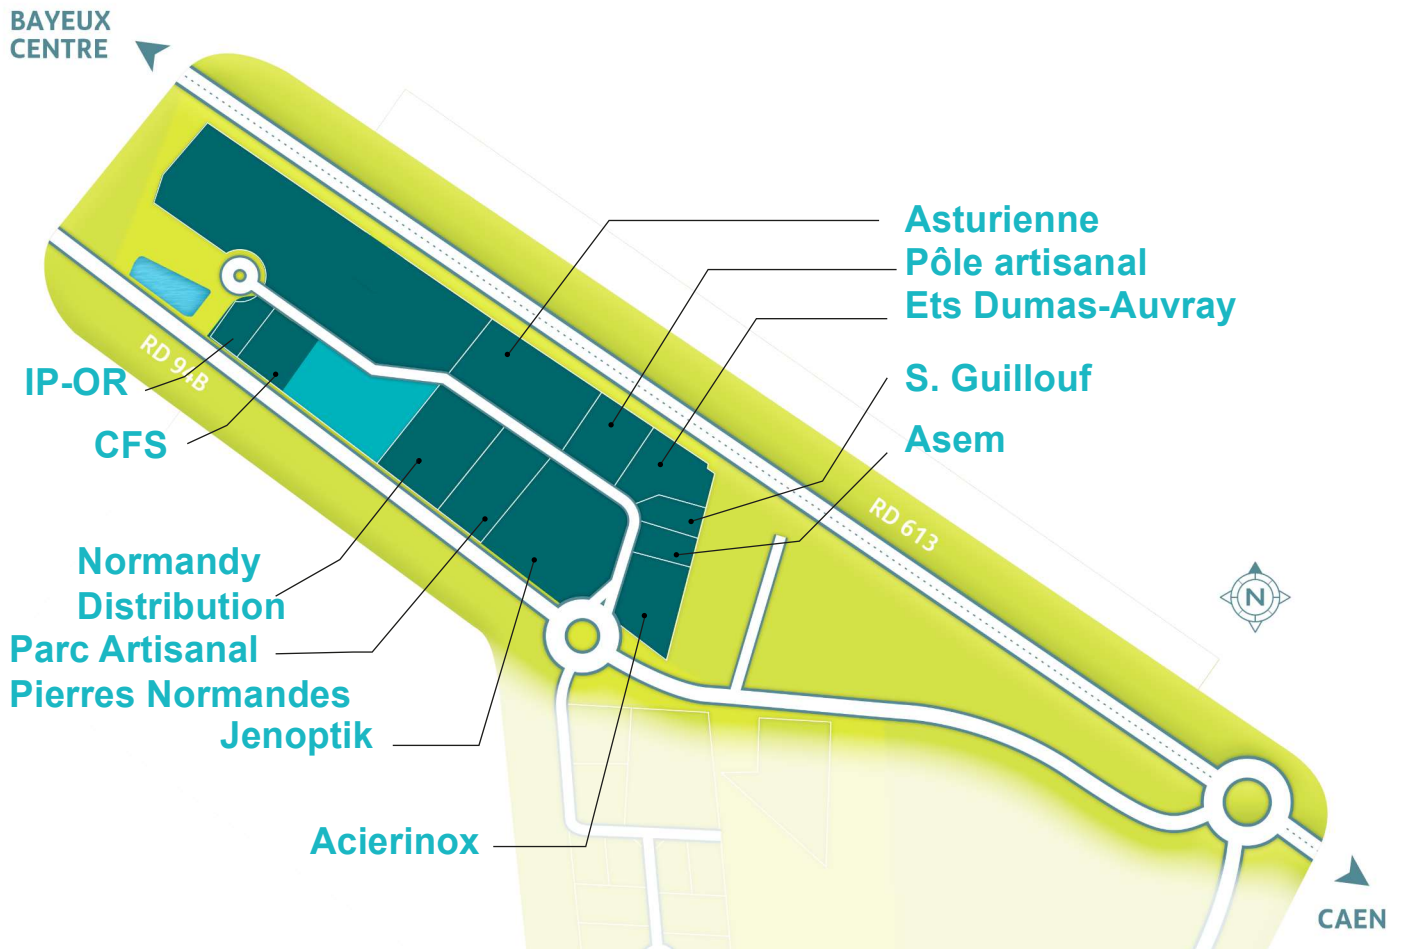 BAYEUX
CENTRE
Asturienne
Pôle artisanal
Ets Dumas-Auvray
RD 94B
IP-OR
S. Guillouf
CFS
Asem
RD 613
Normandy
Distribution
N
Parc Artisanal
Pierres Normandes
Jenoptik
Acierinox
CAEN